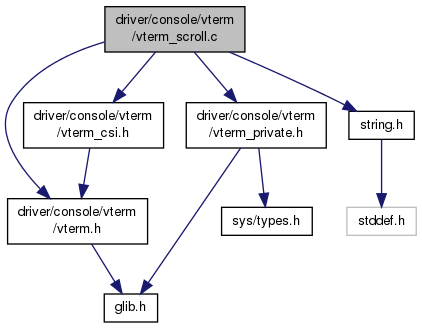 driver/console/vterm
/vterm_scroll.c
driver/console/vterm
/vterm_csi.h
driver/console/vterm
/vterm_private.h
string.h
driver/console/vterm
/vterm.h
sys/types.h
stddef.h
glib.h